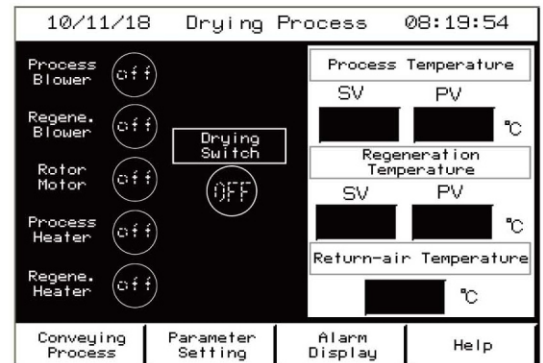 10/11/18 Drying Process 08:19:54
Process
Blower
off
Regene.
Blower
off
Rotor
Motor
off
Process
Heater
off
Regene.
Heater
off
Drying
Switch
OFF
Process Temperature
SV PV
℃
Regeneration
Temperature
SV PV
℃
Return-air Temperature
℃
Conveying
Process
Parameter
Setting
Alarm
Display
Help